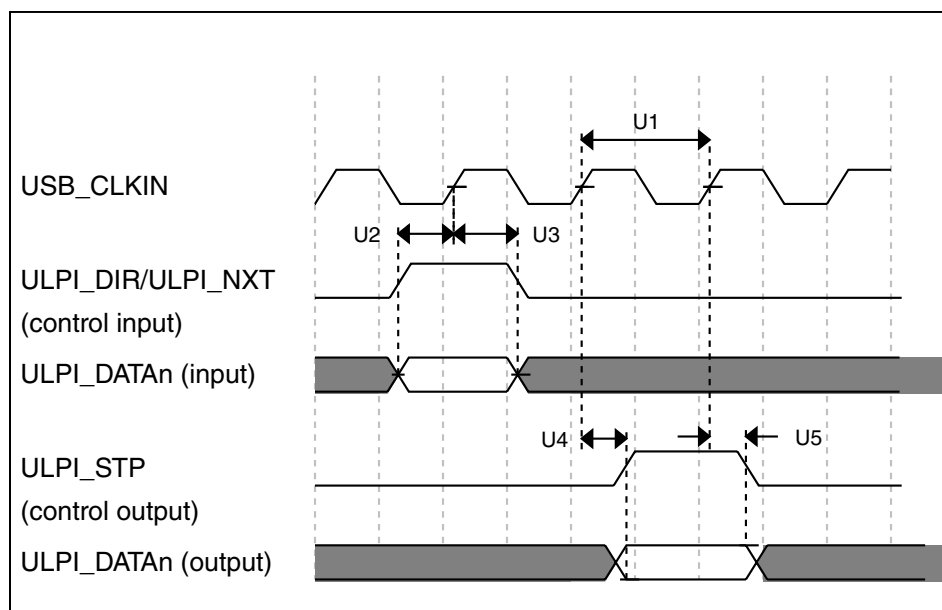 U1
USB_CLKIN
U2
U3
ULPI_DIR/ULPI_NXT
(control input)
ULPI_DATAn (input)
U4
U5
ULPI_STP
(control output)
ULPI_DATAn (output)